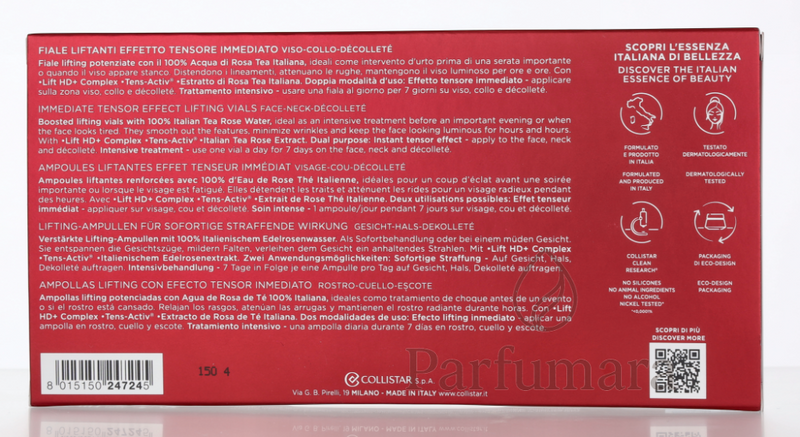 FIALE LIFTANTI EFFETTO TENSORE IMMEDIATO VISO-COLLO-DÉCOLLETÉ
Fiale lifting potenziate con il 100% Acqua di Rosa Tea Italiana, ideali come intervento d'urto prima di una serata importante
o quando il viso appare stanco. Distendono i lineamenti, attenuano le rughe, mantengono il viso luminoso per ore e ore. Con
•Lift HD+ Complex •Tens-Activ® •Estratto di Rosa Tea Italiana. Doppia modalità d'uso: Effetto tensore immediato - applicare
sulla zona viso, collo e décolleté. Trattamento intensivo - usare una fiala al giorno per 7 giorni su viso, collo e décolleté.
IMMEDIATE TENSOR EFFECT LIFTING VIALS FACE-NECK-DÉCOLLETÉ
Boosted lifting vials with 100% Italian Tea Rose Water, ideal as an intensive treatment before an important evening or when
the face looks tired. They smooth out the features, minimize wrinkles and keep the face looking luminous for hours and hours.
With •Lift HD+ Complex •Tens-Activ® •Italian Tea Rose Extract. Dual purpose: Instant tensor effect - apply to the face, neck
and décolleté. Intensive treatment - use one vial a day for 7 days on the face, neck and décolleté.
AMPOULES LIFTANTES EFFET TENSEUR IMMÉDIAT VISAGE-COU-DÉCOLLETÉ
Ampoules liftantes renforcées avec 100% d'Eau de Rose Thé Italienne, idéales pour un coup d'éclat avant une soirée
importante ou lorsque le visage est fatigué. Elles détendent les traits et atténuent les rides pour un visage radieux pendant
des heures. Avec •Lift HD+ Complex •Tens-Activ® •Extrait de Rose Thé Italienne. Deux utilisations possibles: Effet tenseur
immédiat - appliquer sur visage, cou et décolleté. Soin intense - 1 ampoule/jour pendant 7 jours sur visage, cou et décolleté.
LIFTING-AMPULLEN FÜR SOFORTIGE STRAFFENDE WIRKUNG GESICHT-HALS-DEKOLLETÉ
Verstärkte Lifting-Ampullen mit 100% Italienischem Edelrosenwasser. Als Sofortbehandlung oder bei einem müden Gesicht.
Sie entspannen die Gesichtszüge, mildern Falten, verleihen dem Gesicht ein anhaltendes Strahlen. Mit •Lift HD+ Complex
•Tens-Activ® •Italienischem Edelrosenextrakt. Zwei Anwendungsmöglichkeiten: Sofortige Straffung - Auf Gesicht, Hals,
Dekolleté auftragen. Intensivbehandlung - 7 Tage in Folge je eine Ampulle pro Tag auf Gesicht, Hals, Dekolleté auftragen.
AMPOLLAS LIFTING CON EFECTO TENSOR INMEDIATO ROSTRO-CUELLO-ESCOTE
Ampollas lifting potenciadas con Agua de Rosa de Té 100% Italiana, ideales como tratamiento de choque antes de un evento
o si el rostro está cansado. Relajan los rasgos, atenúan las arrugas y mantienen el rostro radiante durante horas. Con •Lift
HD+ Complex •Tens-Activ® •Extracto de Rosa de Té Italiana. Dos modalidades de uso: Efecto lifting inmediato - aplicar una
ampolla en rostro, cuello y escote. Tratamiento intensivo - una ampolla diaria durante 7 días en rostro, cuello y escote.
8 015150 247245
150 4
COLLISTAR S.p.A.
Via G. B. Pirelli, 19 MILANO - MADE IN ITALY www.collistar.it
SCOPRI L'ESSENZA
ITALIANA DI BELLEZZA
DISCOVER THE ITALIAN
ESSENCE OF BEAUTY
FORMULATO
E PRODOTTO
IN ITALIA
FORMULATED
AND PRODUCED
IN ITALY
TESTATO
DERMATOLOGICAMENTE
DERMATOLOGICALLY
TESTED
COLLISTAR
CLEAN
RESEARCH®
NO SILICONES
NO ANIMAL INGREDIENTS
NO ALCOHOL
NICKEL TESTED*
*<0,0001%
PACKAGING
DI ECO-DESIGN
ECO-DESIGN
PACKAGING
SCOPRI DI PIÙ
DISCOVER MORE
Parfumara